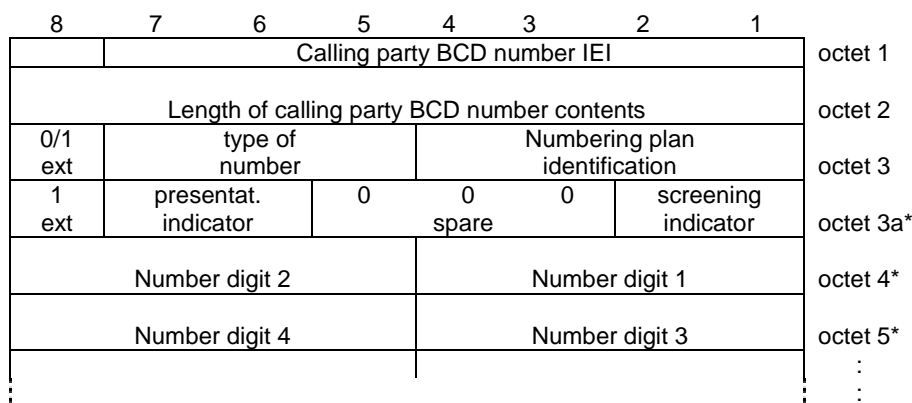 8 7 6 5 4 3 2 1
Calling party BCD number IEI octet 1
Length of calling party BCD number contents octet 2
0/1 type of Numbering plan
ext number identification octet 3
1 presentat. 0 0 0 screening
ext indicator spare indicator octet 3a*
Number digit 2 Number digit 1 octet 4*
Number digit 4 Number digit 3 octet 5*
:
: